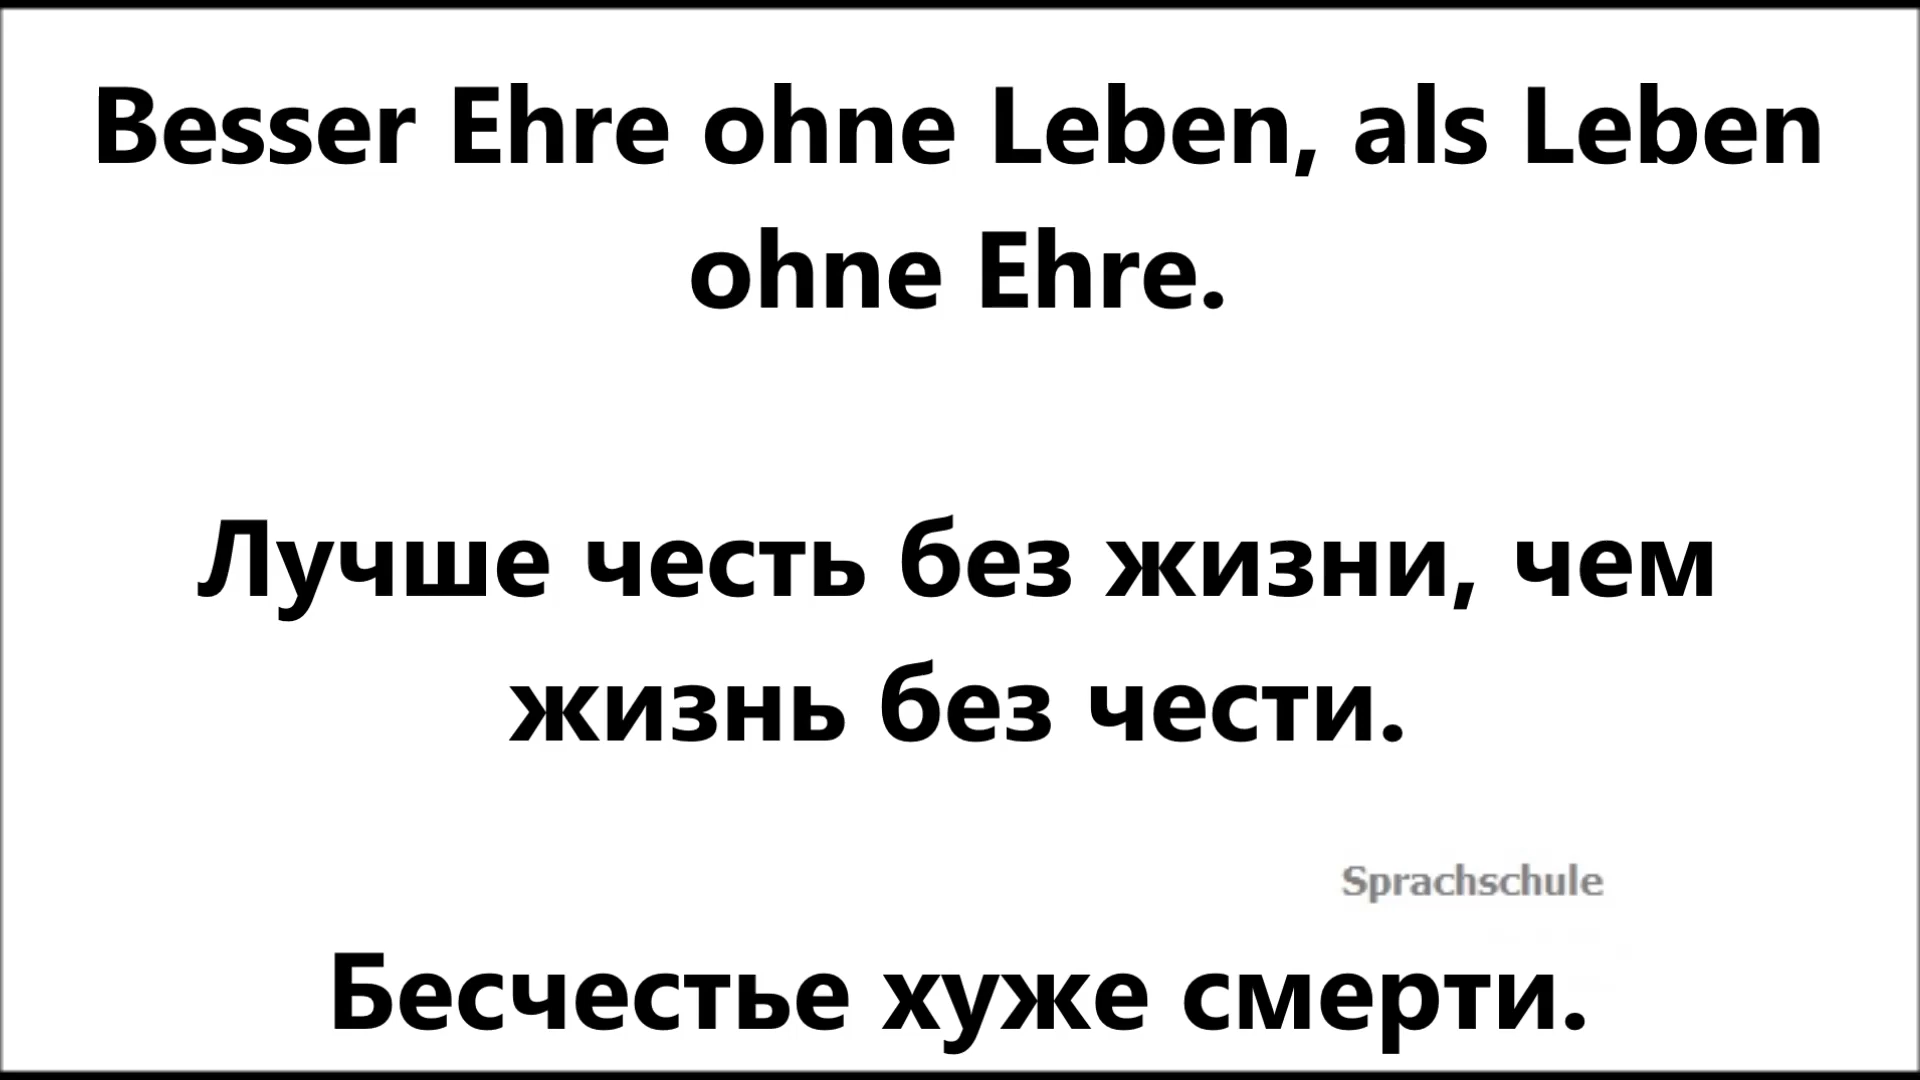 Besser Ehre ohne Leben, als Leben
ohne Ehre.
Лучше честь без жизни, чем
жизнь без чести.
Sprachschule
Бесчестье хуже смерти.